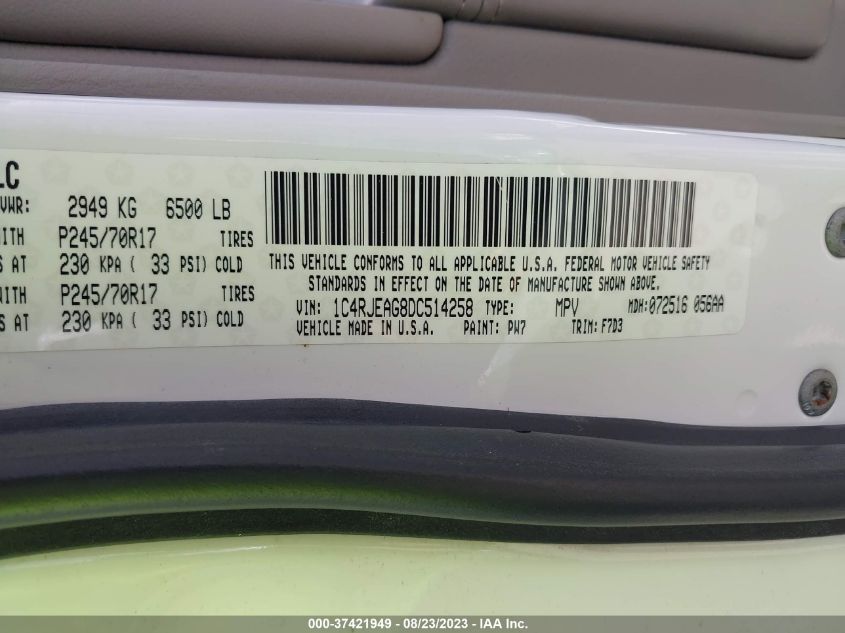 LC
VWR: 2949 KG 6500 LB
WITH P245/70R17 TIRES
S AT 230 KPA ( 33 PSI) COLD
WITH P245/70R17 TIRES
S AT 230 KPA ( 33 PSI) COLD
THIS VEHICLE CONFORMS TO ALL APPLICABLE U.S.A. FEDERAL MOTOR VEHICLE SAFETY
STANDARDS IN EFFECT ON THE DATE OF MANUFACTURE SHOWN ABOVE.
VIN: 1C4RJEAG8DC514258 TYPE: MPV MDH:072516 056AA
VEHICLE MADE IN U.S.A. PAINT: PW7 TRIM: F7D3
000-37421949 - 08/23/2023 - IAA Inc.